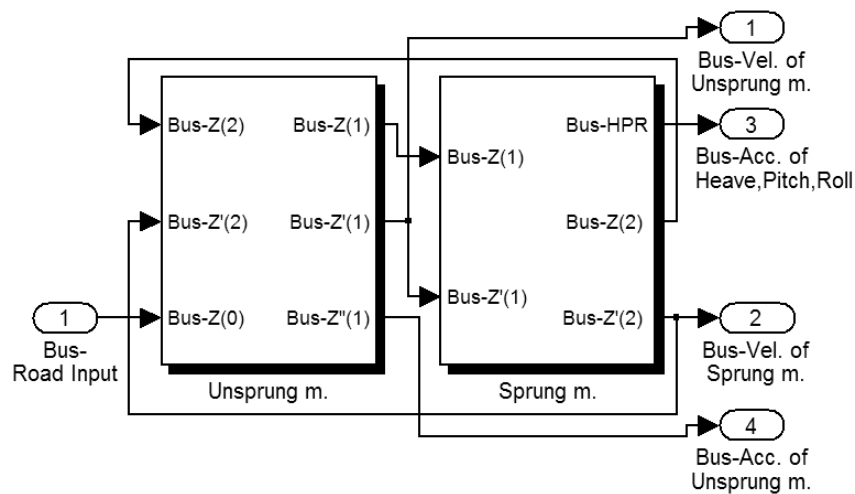 1
Bus-Vel. of
Unsprung m.
Bus-Z(2)
Bus-Z(1)
Bus-HPR
3
Bus-Acc. of
Heave,Pitch,Roll
Bus-Z(1)
Bus-Z'(2)
Bus-Z'(1)
Bus-Z(2)
Bus-Z'(1)
1
Bus-
Road Input
Bus-Z(0)
Bus-Z"(1)
Bus-Z'(2)
2
Bus-Vel. of
Sprung m.
Unsprung m.
Sprung m.
4
Bus-Acc. of
Unsprung m.